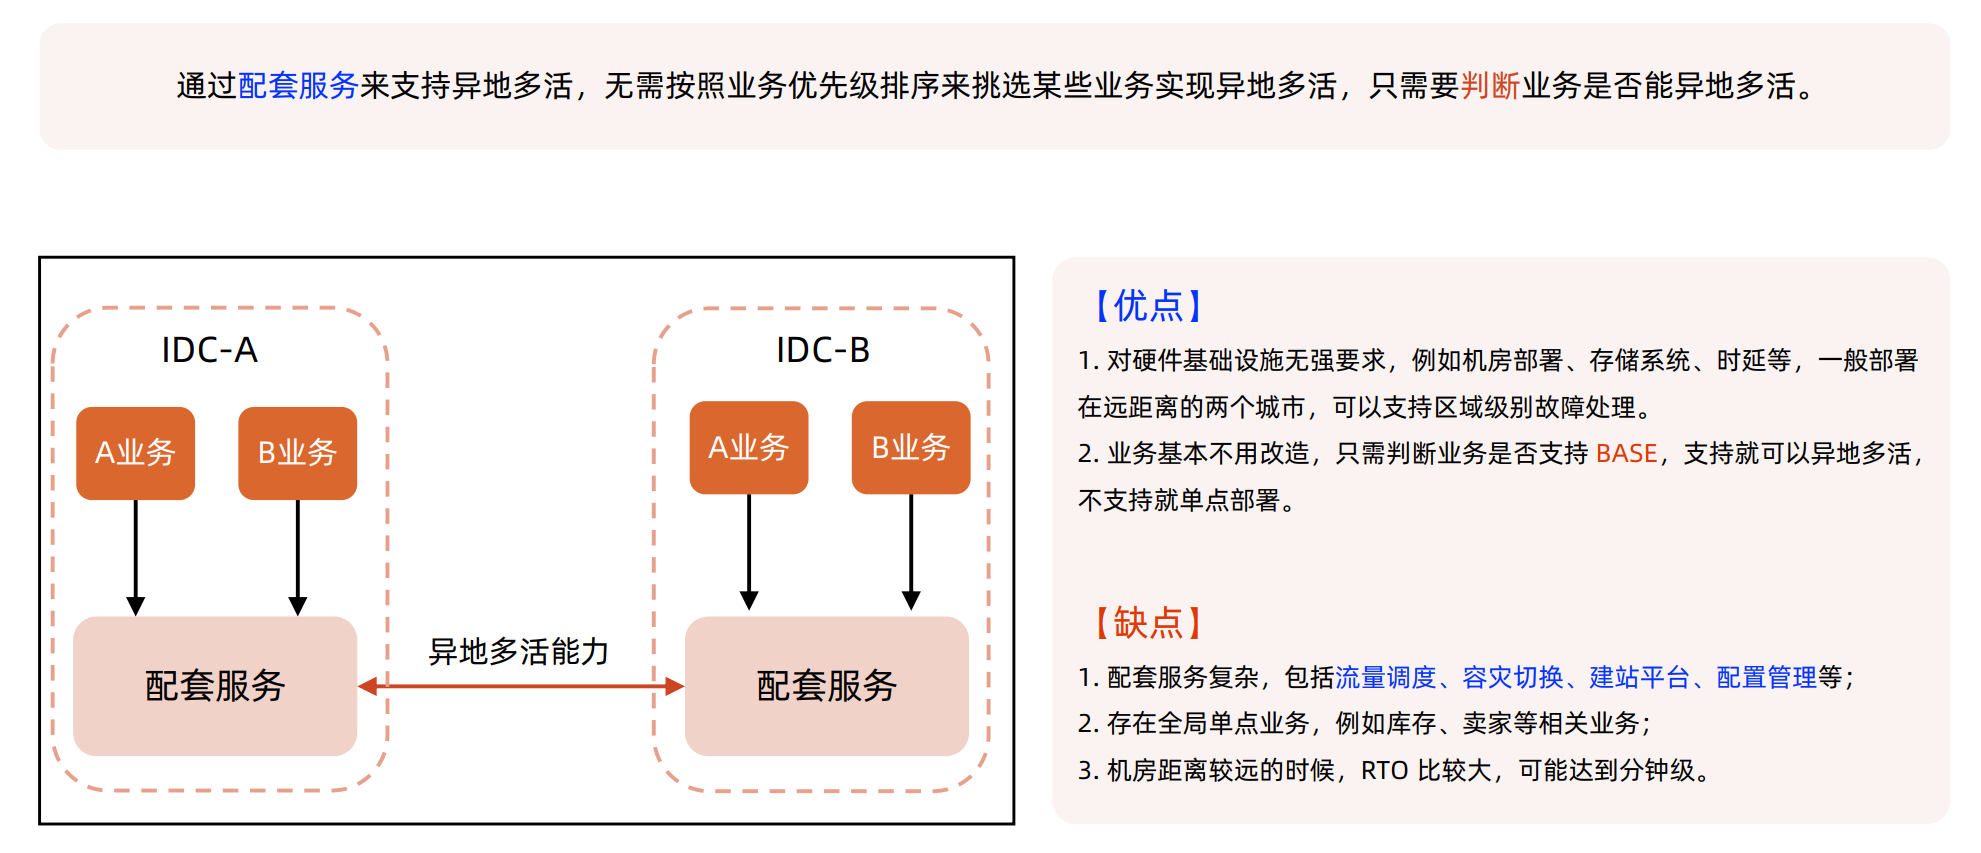 通过配套服务来支持异地多活，无需按照业务优先级排序来挑选某些业务实现异地多活，只需要判断业务是否能异地多活。
IDC-A
IDC-B
A业务
B业务
A业务
B业务
异地多活能力
配套服务
配套服务
【优点】
1. 对硬件基础设施无强要求，例如机房部署、存储系统、时延等，一般部署
在远距离的两个城市，可以支持区域级别故障处理。
2. 业务基本不用改造，只需判断业务是否支持 BASE，支持就可以异地多活，
不支持就单点部署。
【缺点】
1. 配套服务复杂，包括流量调度、容灾切换、建站平台、配置管理等；
2. 存在全局单点业务，例如库存、卖家等相关业务；
3. 机房距离较远的时候，RTO 比较大，可能达到分钟级。